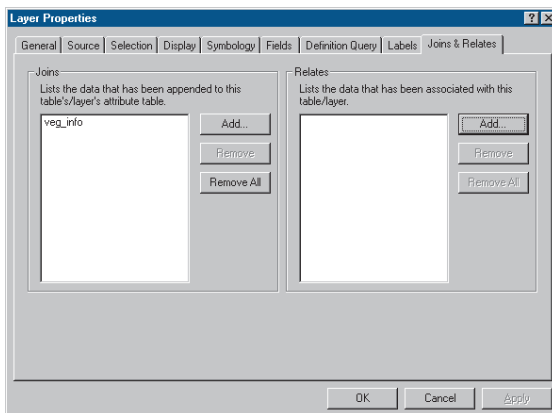 Layer Properties
? X
General Source Selection Display Symbology Fields Definition Query Labels Joins & Relates
Joins
Lists the data that has been appended to this
table's/layer's attribute table.
veg_info
Add...
Remove
Remove All
Relates
Lists the data that has been associated with this
table/layer.
Add...
Remove
Remove All
OK Cancel Apply